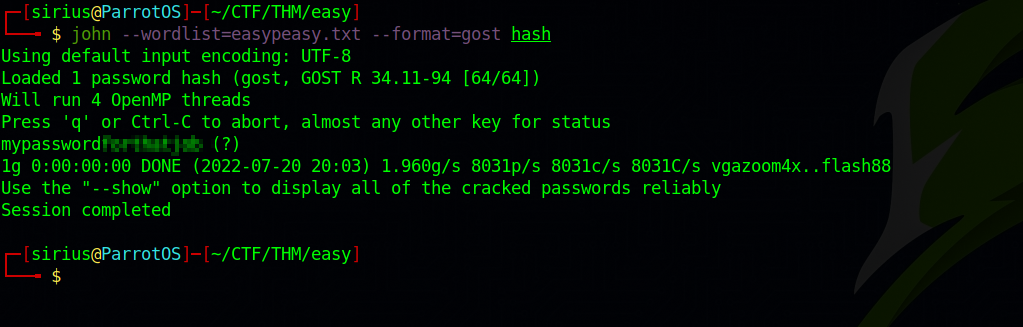 ┌─[sirius@ParrotOS]─[~/CTF/THM/easy]
└──╼ $ john --wordlist=easypeasy.txt --format=gost hash
Using default input encoding: UTF-8
Loaded 1 password hash (gost, GOST R 34.11-94 [64/64])
Will run 4 OpenMP threads
Press 'q' or Ctrl-C to abort, almost any other key for status
mypassword (?)
1g 0:00:00:00 DONE (2022-07-20 20:03) 1.960g/s 8031p/s 8031c/s 8031C/s vgazoom4x..flash88
Use the "--show" option to display all of the cracked passwords reliably
Session completed
┌─[sirius@ParrotOS]─[~/CTF/THM/easy]
└──╼ $